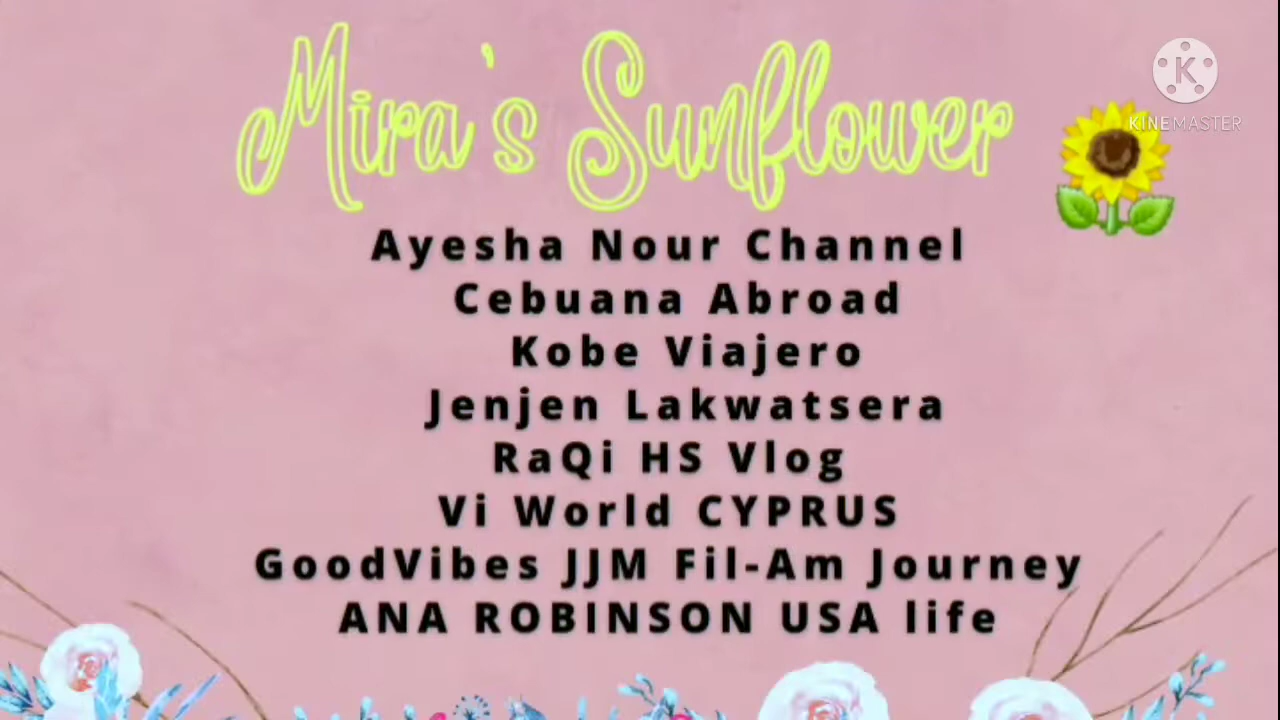 Mira's Sunflower
K
KINEMASTER
Ayesha Nour Channel
Cebuana Abroad
Kobe Viajero
Jenjen Lakwatsera
RaQi HS Vlog
Vi World CYPRUS
GoodVibes JJM Fil-Am Journey
ANA ROBINSON USA life